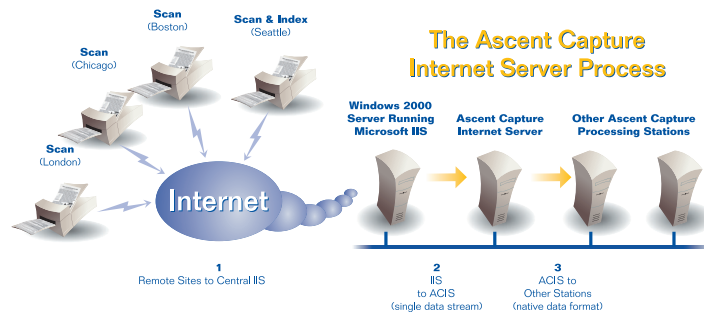 Scan
(Boston)
Scan & Index
(Seattle)
Scan
(Chicago)
Scan
(London)
Internet
1
Remote Sites to Central IIS
The Ascent Capture
Internet Server Process
Windows 2000
Server Running
Microsoft IIS
Ascent Capture
Internet Server
Other Ascent Capture
Processing Stations
2
IIS
to ACIS
(single data stream)
3
ACIS to
Other Stations
(native data format)